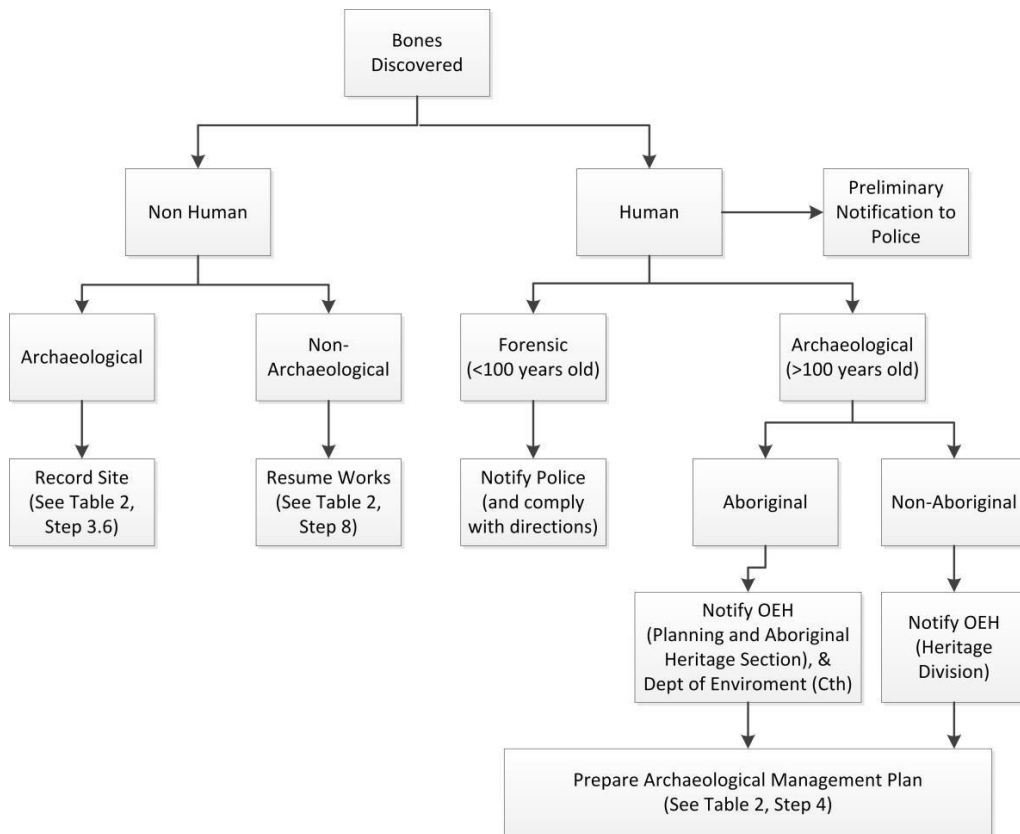 Bones
Discovered
Non Human
Human
Preliminary
Notification to
Police
Archaeological
Non-
Archaeological
Forensic
(<100 years old)
Archaeological
(>100 years old)
Record Site
(See Table 2,
Step 3.6)
Resume Works
(See Table 2,
Step 8)
Notify Police
(and comply
with directions)
Aboriginal
Non-Aboriginal
Notify OEH
(Planning and Aboriginal
Heritage Section), &
Dept of Enviroment (Cth)
Notify OEH
(Heritage
Division)
Prepare Archaeological Management Plan
(See Table 2, Step 4)